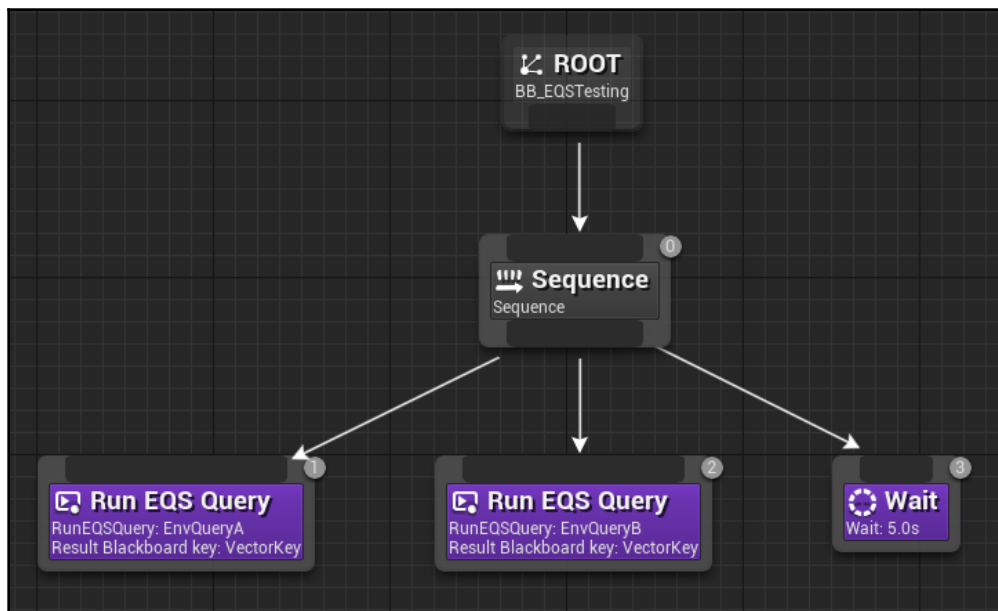 ROOT
BB_EQSTesting
0
Sequence
Sequence
1
Run EQS Query
RunEQSQuery: EnvQueryA
Result Blackboard key: VectorKey
2
Run EQS Query
RunEQSQuery: EnvQueryB
Result Blackboard key: VectorKey
3
Wait
Wait: 5.0s